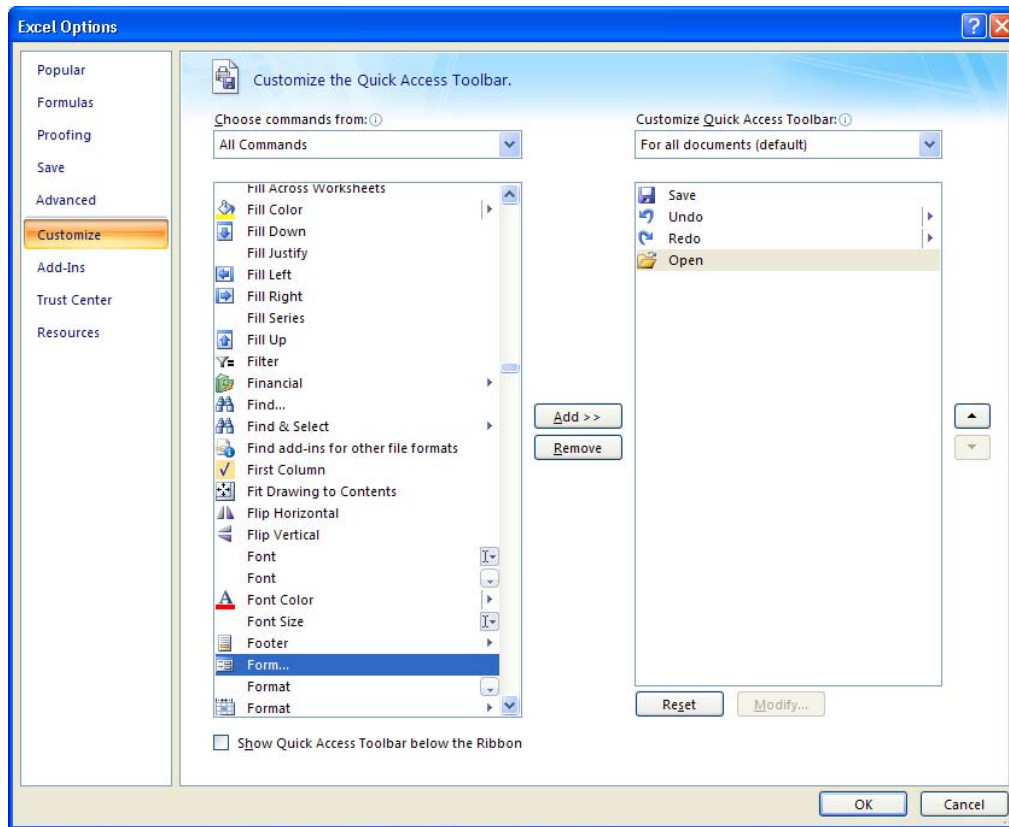 Excel Options
Popular
Formulas
Proofing
Save
Advanced
Customize
Add-Ins
Trust Center
Resources
Customize the Quick Access Toolbar.
Choose commands from:
All Commands
Fill Across Worksheets
Fill Color
Fill Down
Fill Justify
Fill Left
Fill Right
Fill Series
Fill Up
Filter
Financial
Find...
Find & Select
Find add-ins for other file formats
First Column
Fit Drawing to Contents
Flip Horizontal
Flip Vertical
Font
Font
Font Color
Font Size
Footer
Form...
Format
Format
Show Quick Access Toolbar below the Ribbon
Add >>
Remove
Customize Quick Access Toolbar:
For all documents (default)
Save
Undo
Redo
Open
Reset
Modify...
OK
Cancel